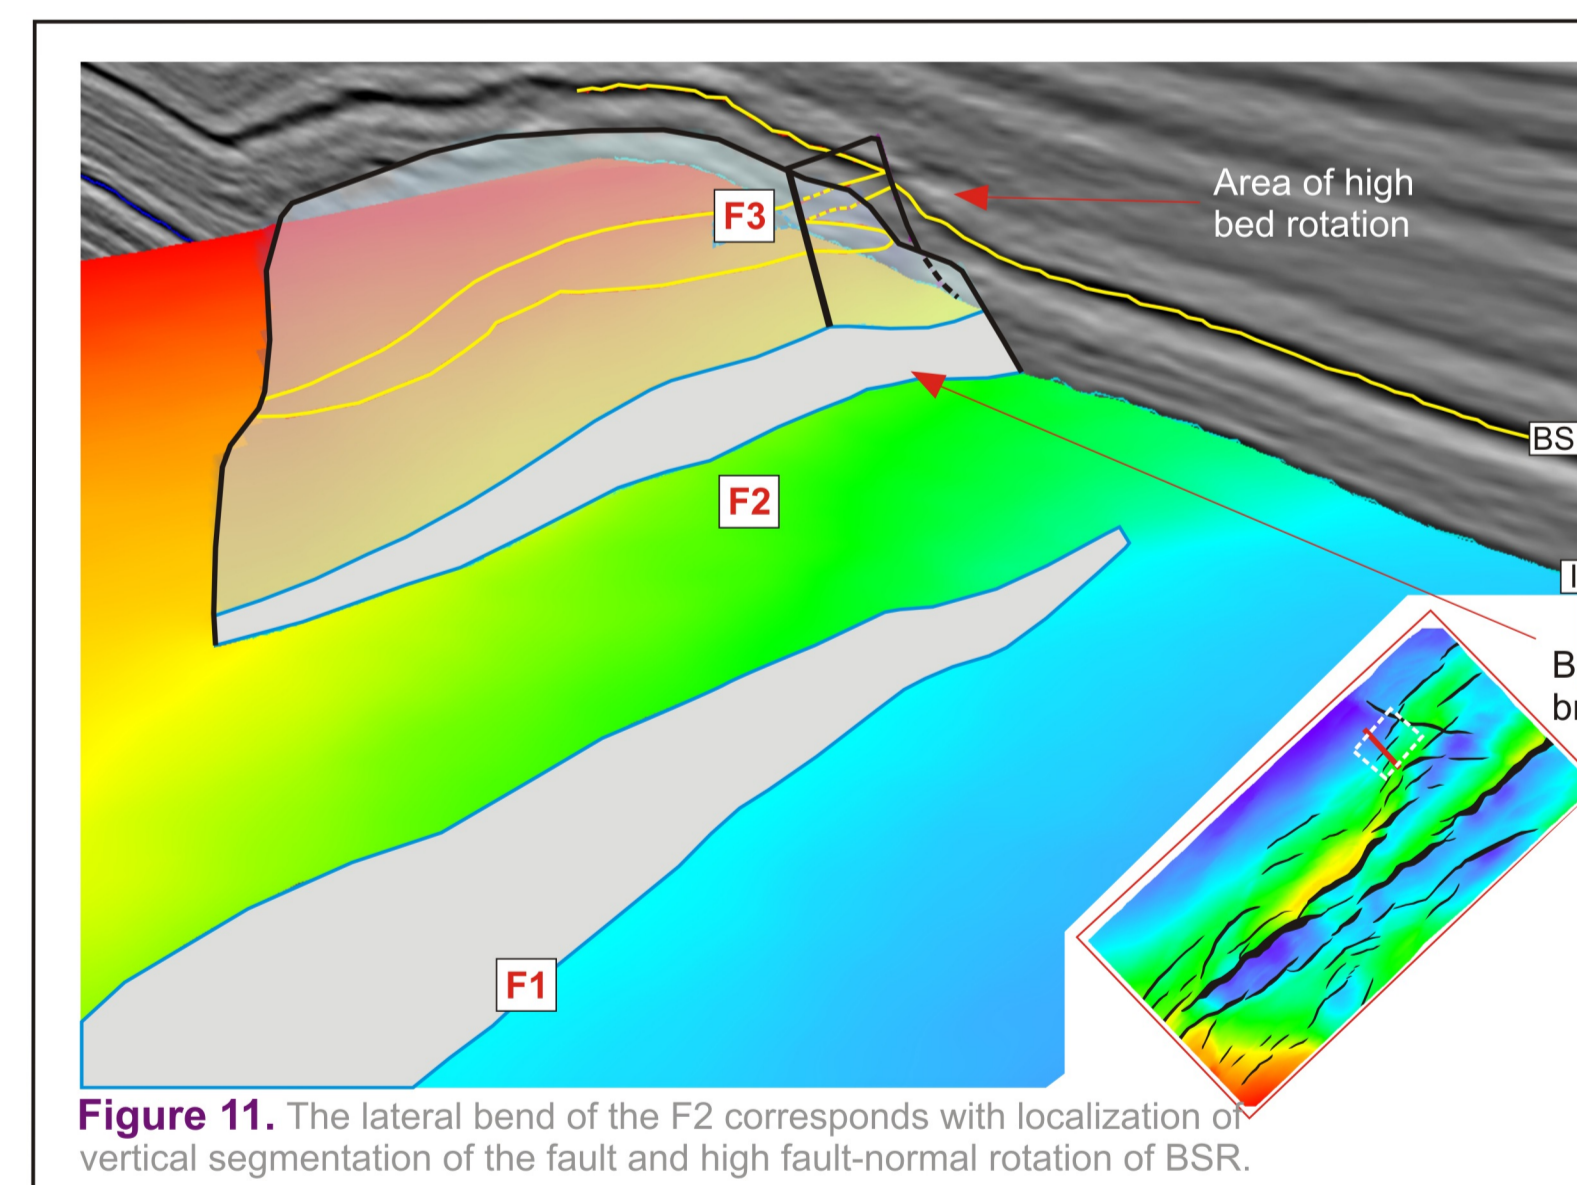 Area of high
bed rotation
F3
BS
F2
F1
Figure 11. The lateral bend of the F2 corresponds with localization of
vertical segmentation of the fault and high fault-normal rotation of BSR.